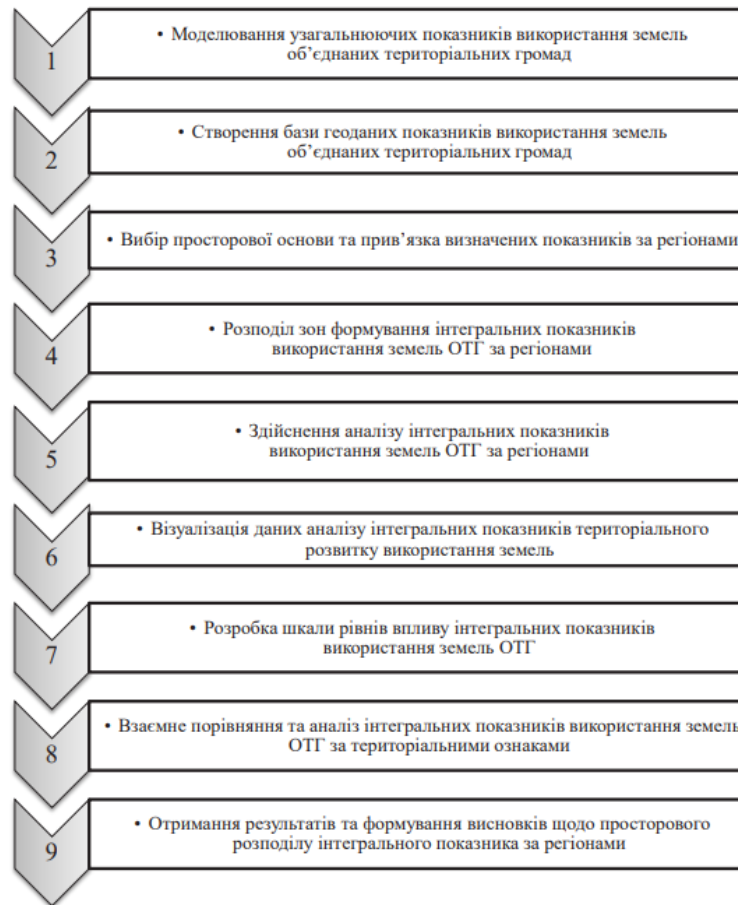 1
• Моделювання узагальнюючих показників використання земель
об’єднаних територіальних громад
2
• Створення бази геоданих показників використання земель
об’єднаних територіальних громад
3
• Вибір просторової основи та прив’язка визначених показників за регіонами
4
• Розподіл зон формування інтегральних показників
використання земель ОТГ за регіонами
5
• Здійснення аналізу інтегральних показників
використання земель ОТГ за регіонами
6
• Візуалізація даних аналізу інтегральних показників територіального
розвитку використання земель
7
• Розробка шкали рівнів впливу інтегральних показників
використання земель ОТГ
8
• Взаємне порівняння та аналіз інтегральних показників використання земель
ОТГ за територіальними ознаками
9
• Отримання результатів та формування висновків щодо просторового
розподілу інтегрального показника за регіонами